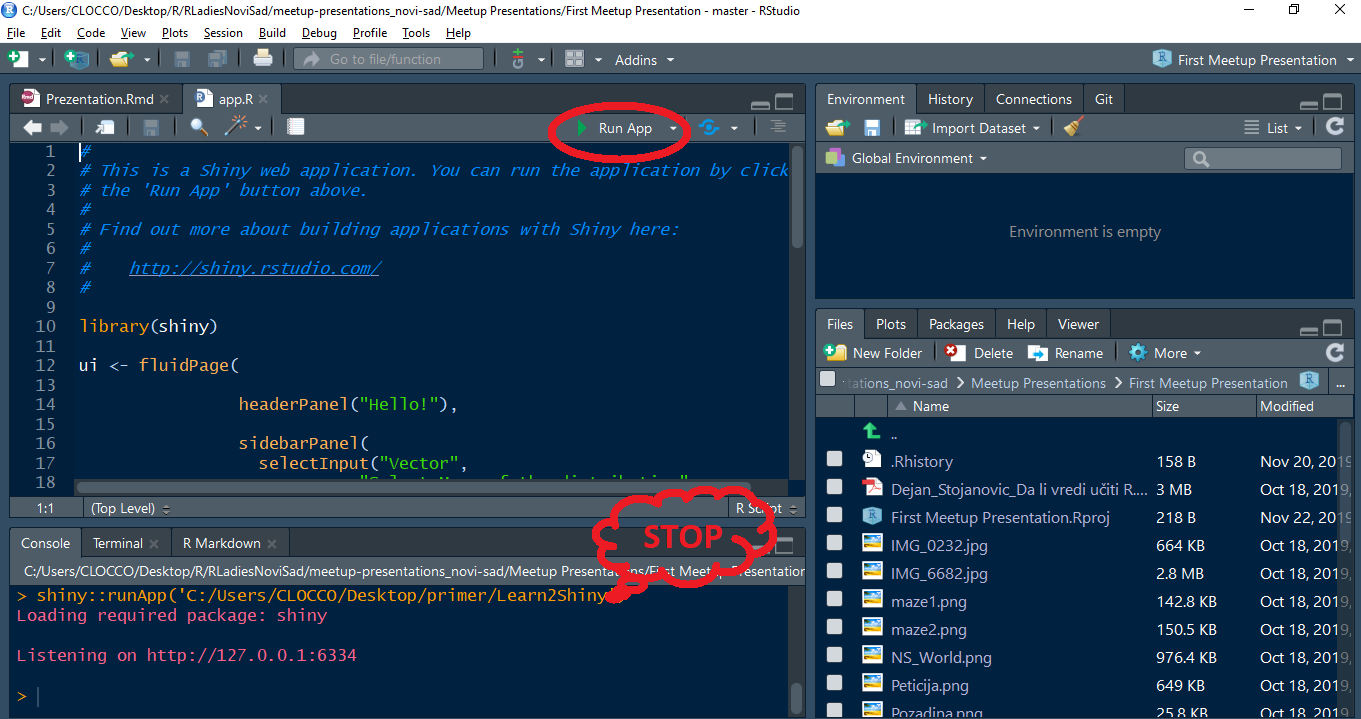 C:/Users/CLOCCO/Desktop/R/RLadiesNoviSad/meetup-presentations_novi-sad/Meetup Presentations/First Meetup Presentation - master - RStudio
File Edit Code View Plots Session Build Debug Profile Tools Help
Go to file/function Addins First Meetup Presentation
Prezentation.Rmd app.R
Run App
1 #
2 # This is a Shiny web application. You can run the application by click
3 # the 'Run App' button above.
4 #
5 # Find out more about building applications with Shiny here:
6 #
7 # http://shiny.rstudio.com/
8 #
9
10 library(shiny)
11
12 ui <- fluidPage(
13
14 headerPanel("Hello!"),
15
16 sidebarPanel(
17 selectInput("Vector",
18
1:1 (Top Level) R Script
STOP
Console Terminal R Markdown
C:/Users/CLOCCO/Desktop/R/RLadiesNoviSad/meetup-presentations_novi-sad/Meetup Presentations/First Meetup Presentation
> shiny::runApp('C:/Users/CLOCCO/Desktop/primer/Learn2Shiny')
Loading required package: shiny
Listening on http://127.0.0.1:6334
>
Environment History Connections Git
Import Dataset List
Global Environment
Environment is empty
Files Plots Packages Help Viewer
New Folder Delete Rename More
tations_novi-sad Meetup Presentations First Meetup Presentation ...
Name Size Modified
..
.Rhistory 158 B Nov 20, 2019,
Dejan_Stojanovic_Da li vredi učiti R.... 3 MB Oct 18, 2019,
First Meetup Presentation.Rproj 218 B Nov 22, 2019,
IMG_0232.jpg 664 KB Oct 18, 2019,
IMG_6682.jpg 2.8 MB Oct 18, 2019,
maze1.png 142.8 KB Oct 18, 2019,
maze2.png 150.5 KB Oct 18, 2019,
NS_World.png 976.4 KB Oct 18, 2019,
Peticija.png 649 KB Oct 18, 2019,
Pozadina.png 25.8 KB Oct 18, 2019,